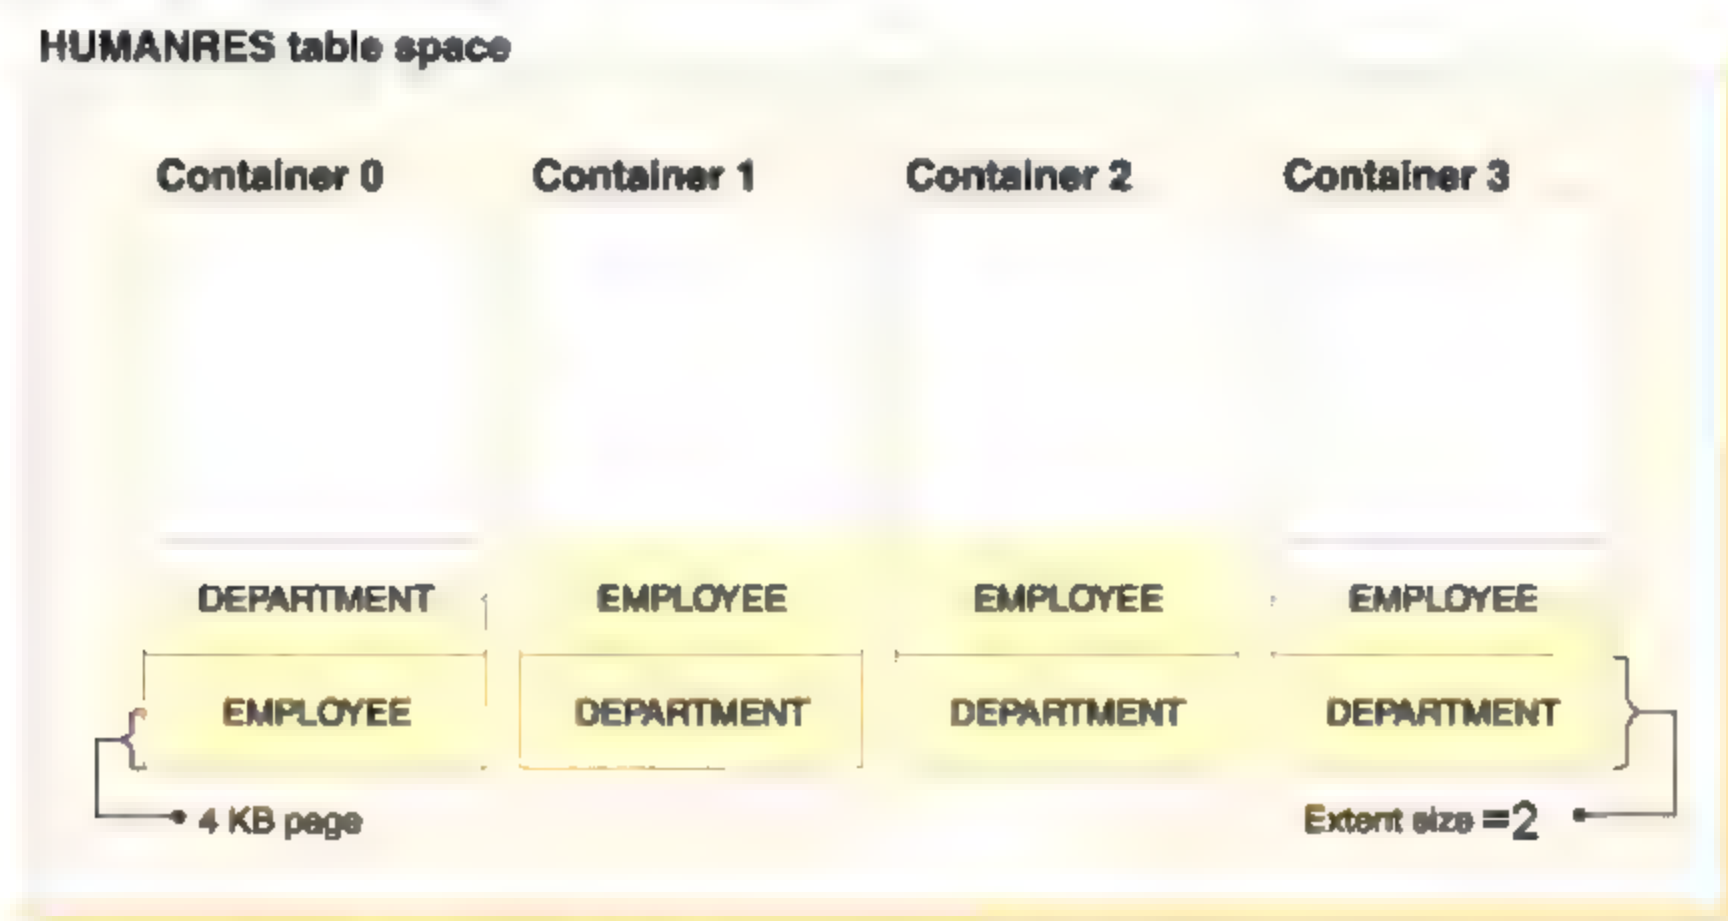 HUMANRES table space
Container 0 Container 1 Container 2 Container 3
DEPARTMENT EMPLOYEE EMPLOYEE EMPLOYEE
EMPLOYEE DEPARTMENT DEPARTMENT DEPARTMENT
4 KB page Extent size =2